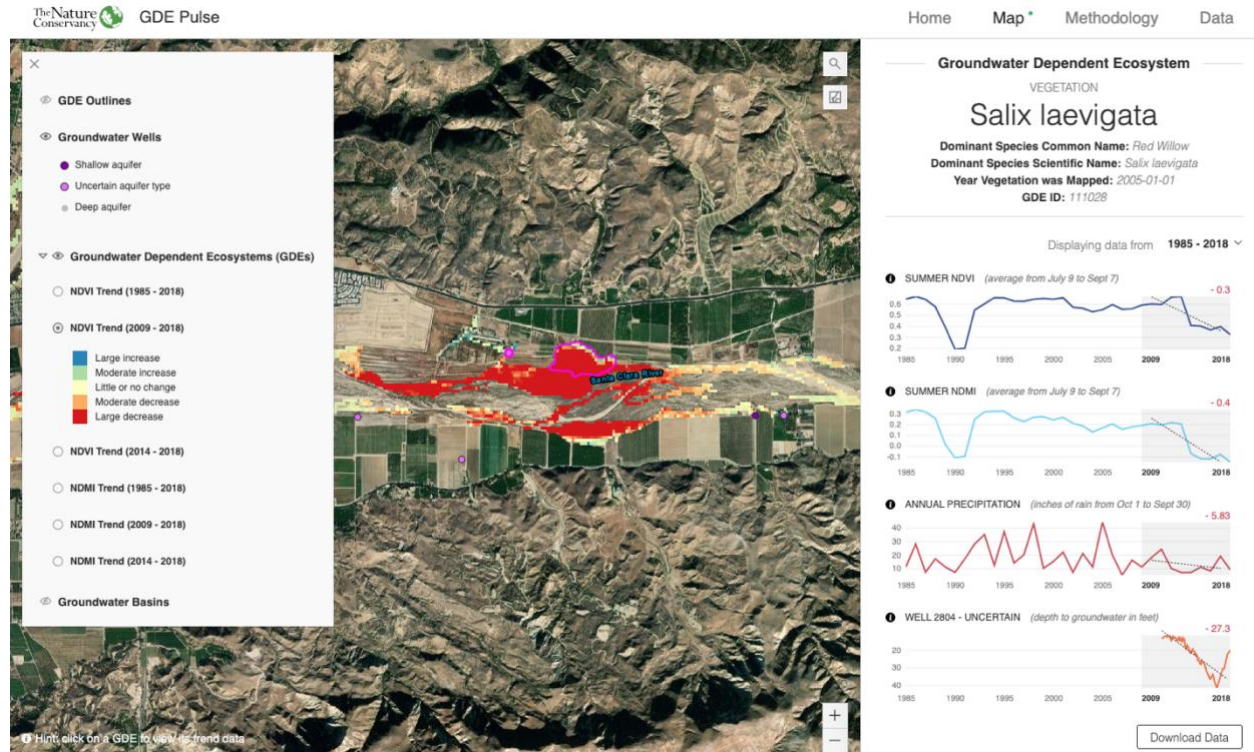 The Nature
Conservancy
GDE Pulse
Home Map Methodology Data
GDE Outlines
Groundwater Wells
Shallow aquifer
Uncertain aquifer type
Deep aquifer
Groundwater Dependent Ecosystems (GDEs)
NDVI Trend (1985 - 2018)
NDVI Trend (2009 - 2018)
Large increase
Moderate increase
Little or no change
Moderate decrease
Large decrease
NDVI Trend (2014 - 2018)
NDMI Trend (1985 - 2018)
NDMI Trend (2009 - 2018)
NDMI Trend (2014 - 2018)
Groundwater Basins
Hint: click on a GDE to view its trend data
Santa Clara River
+
−
Groundwater Dependent Ecosystem
VEGETATION
Salix laevigata
Dominant Species Common Name: Red Willow
Dominant Species Scientific Name: Salix laevigata
Year Vegetation was Mapped: 2005-01-01
GDE ID: 111028
Displaying data from 1985 - 2018
SUMMER NDVI (average from July 9 to Sept 7)
- 0.3
0.6
0.5
0.4
0.3
0.2
1985 1990 1995 2000 2005 2009 2018
SUMMER NDMI (average from July 9 to Sept 7)
- 0.4
0.3
0.2
0.1
0.0
-0.1
1985 1990 1995 2000 2005 2009 2018
ANNUAL PRECIPITATION (inches of rain from Oct 1 to Sept 30)
- 5.83
40
30
20
10
1985 1990 1995 2000 2005 2009 2018
WELL 2804 - UNCERTAIN (depth to groundwater in feet)
- 27.3
20
30
40
1985 1990 1995 2000 2005 2009 2018
Download Data